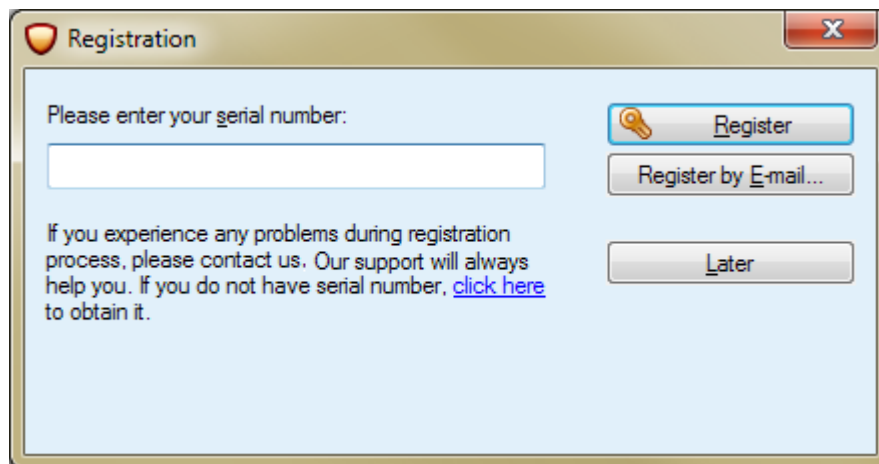 Registration
Please enter your serial number:
Register
Register by E-mail...
If you experience any problems during registration
process, please contact us. Our support will always
help you. If you do not have serial number, click here
to obtain it.
Later